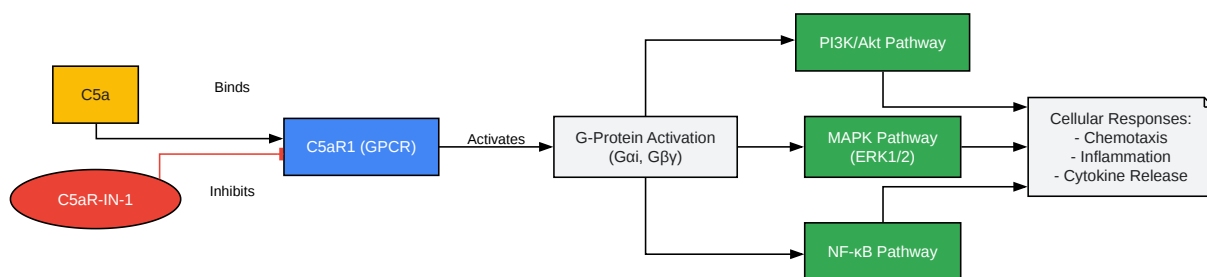 C5a
Binds
C5aR-IN-1
Inhibits
C5aR1 (GPCR)
Activates
G-Protein Activation
(Gαi, Gβγ)
PI3K/Akt Pathway
MAPK Pathway
(ERK1/2)
NF-κB Pathway
Cellular Responses:
- Chemotaxis
- Inflammation
- Cytokine Release